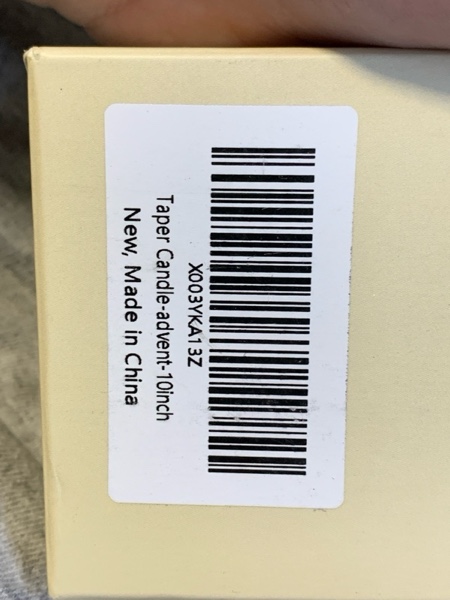 X003YKA13Z
Taper Candle-advent-10inch
New, Made in China